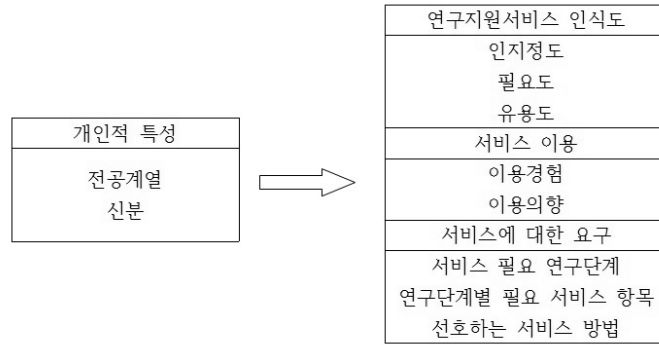 개인적 특성
전공계열
신분
연구지원서비스 인식도
인지정도
필요도
유용도
서비스 이용
이용경험
이용의향
서비스에 대한 요구
서비스 필요 연구단계
연구단계별 필요 서비스 항목
선호하는 서비스 방법